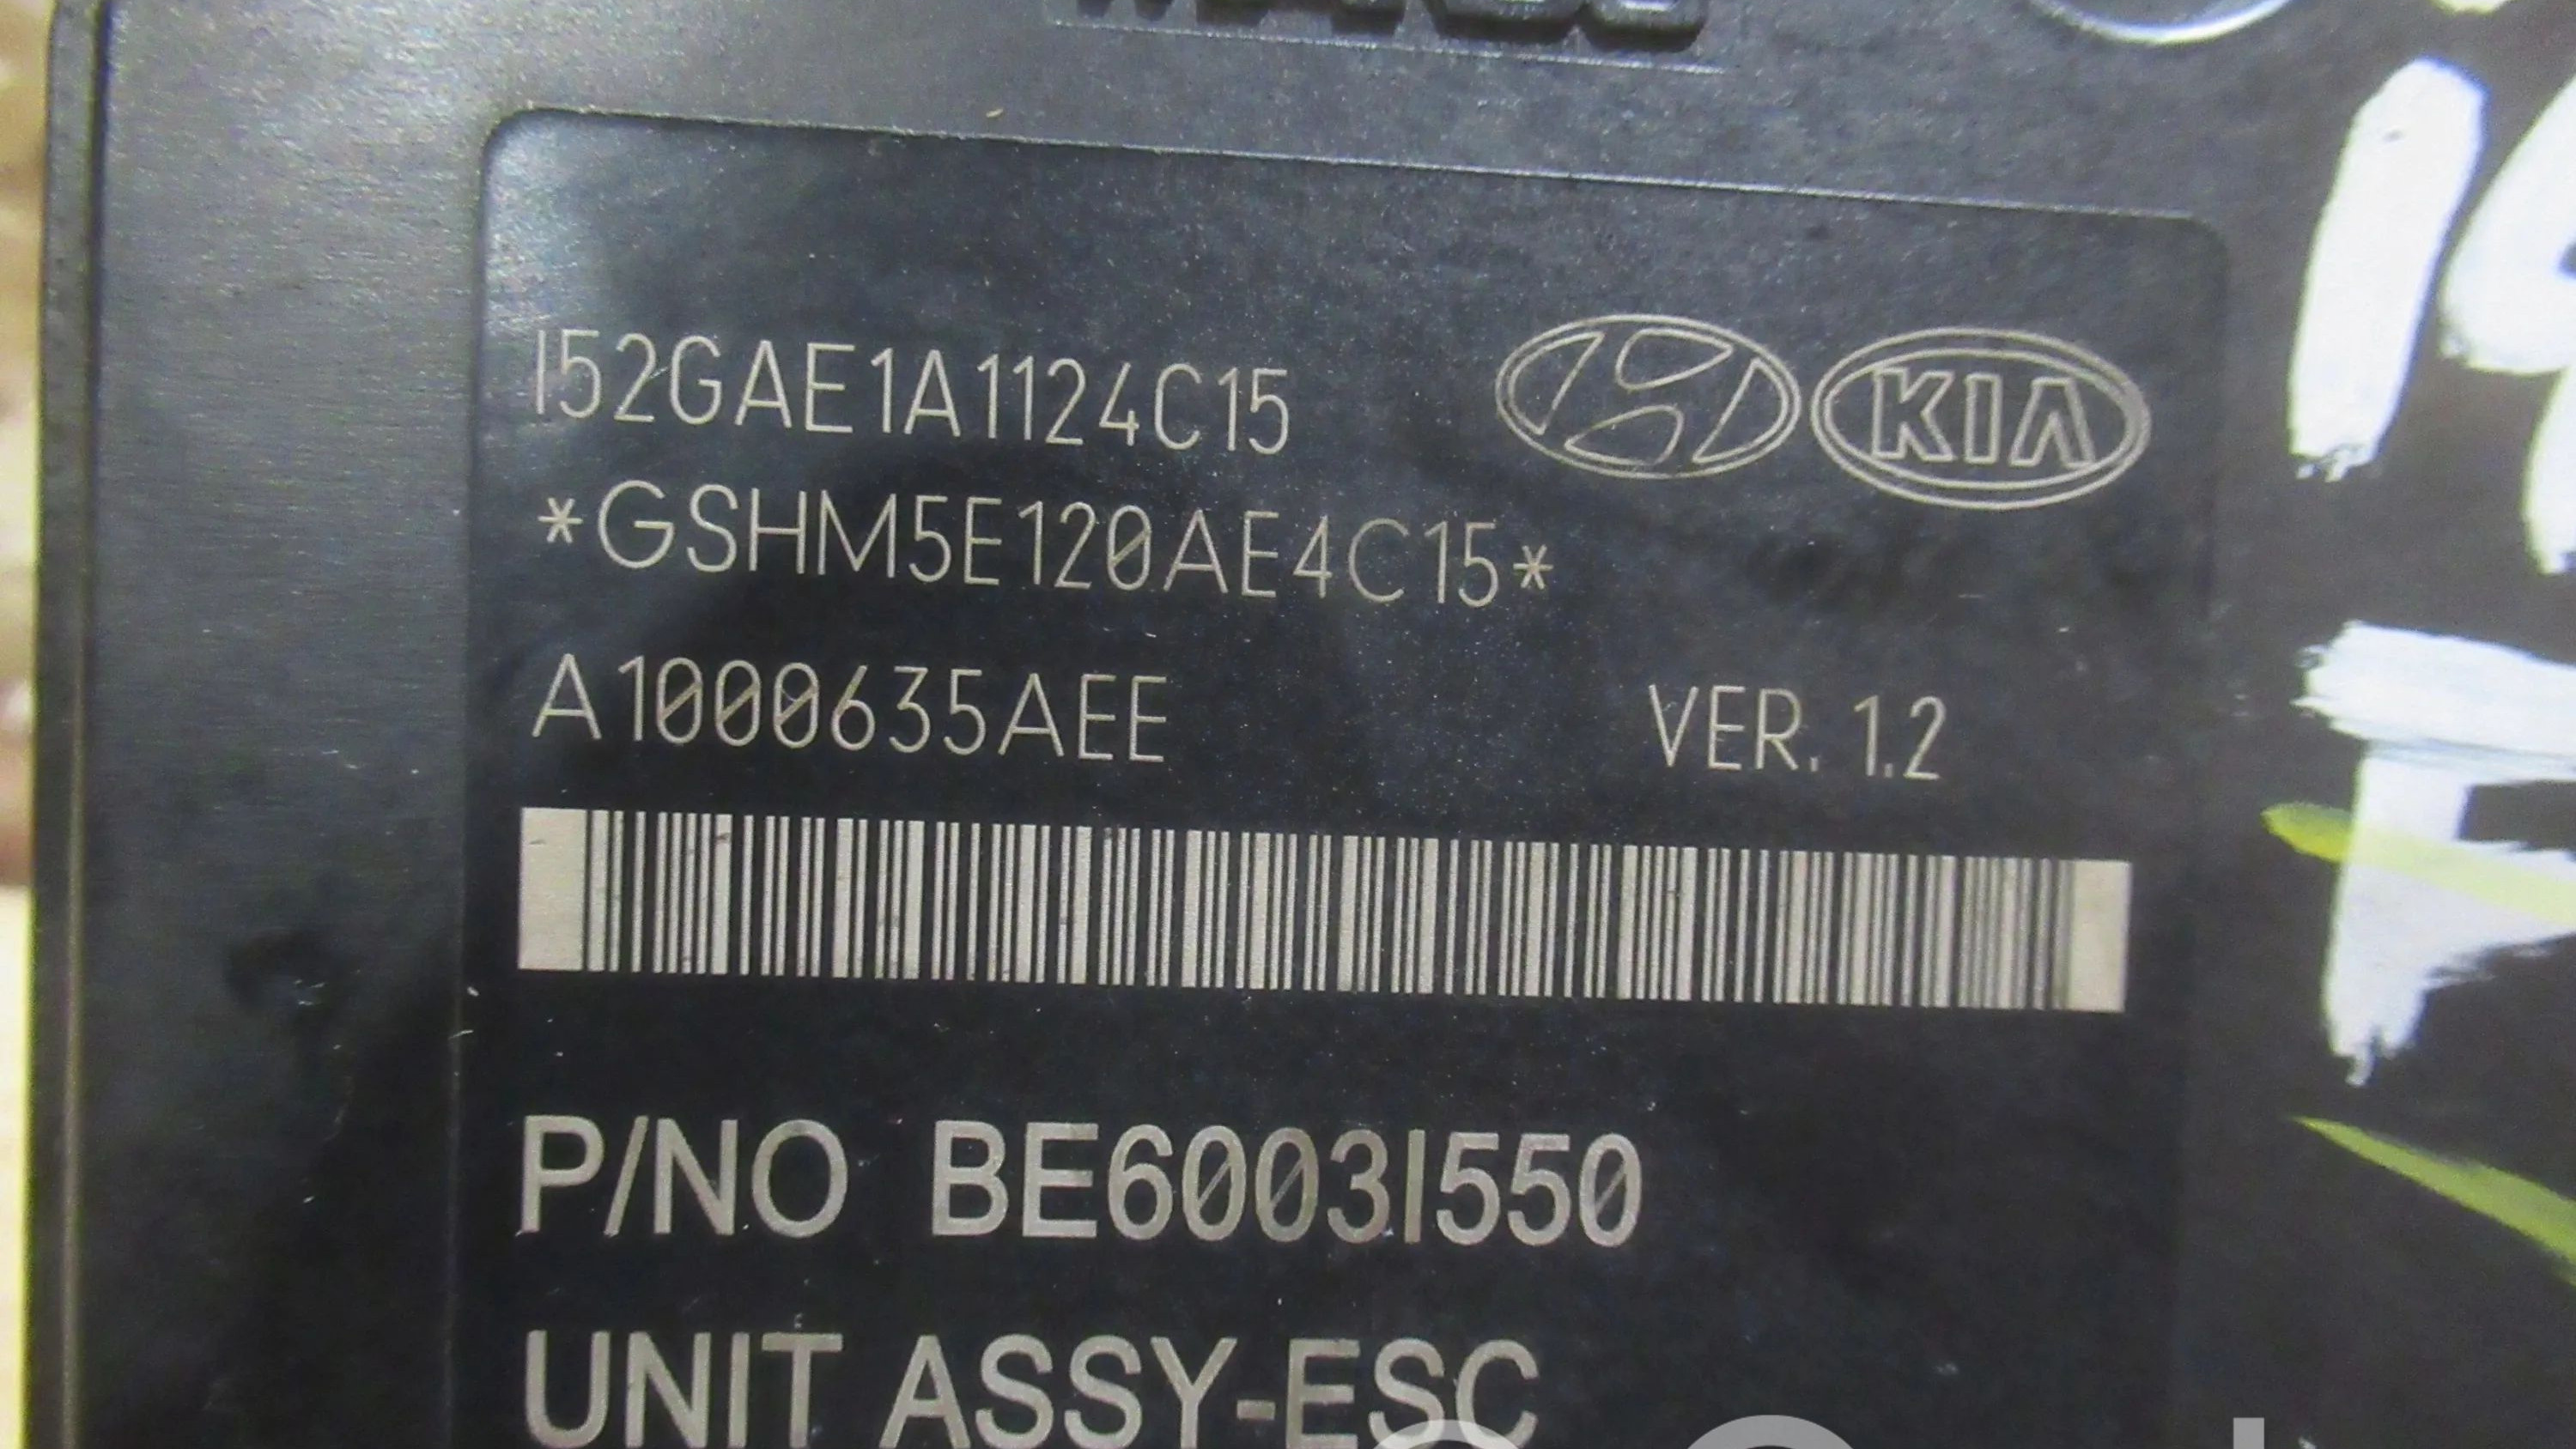 I52GAE1A1124C15
KIA
*GSHM5E120AE4C15*
A1000635AEE VER. 1.2
P/NO BE6003I550
UNIT ASSY-ESC